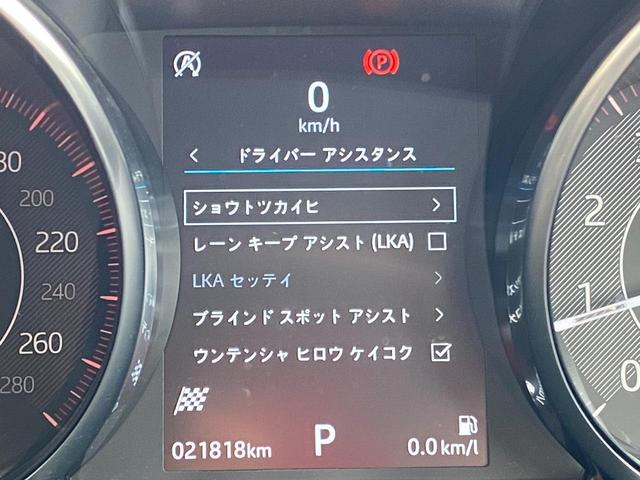 A
P
0
km/h
< ドライバー アシスタンス
ショウトツカイヒ >
レーン キープ アシスト (LKA)
LKA セッテイ >
ブラインド スポット アシスト >
ウンテンシャ ヒロウ ケイコク
021818km P 0.0 km/l
200
220
240
260
280
2
1
0